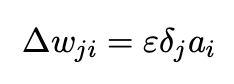 Δw_{ji} = εδ_j a_i